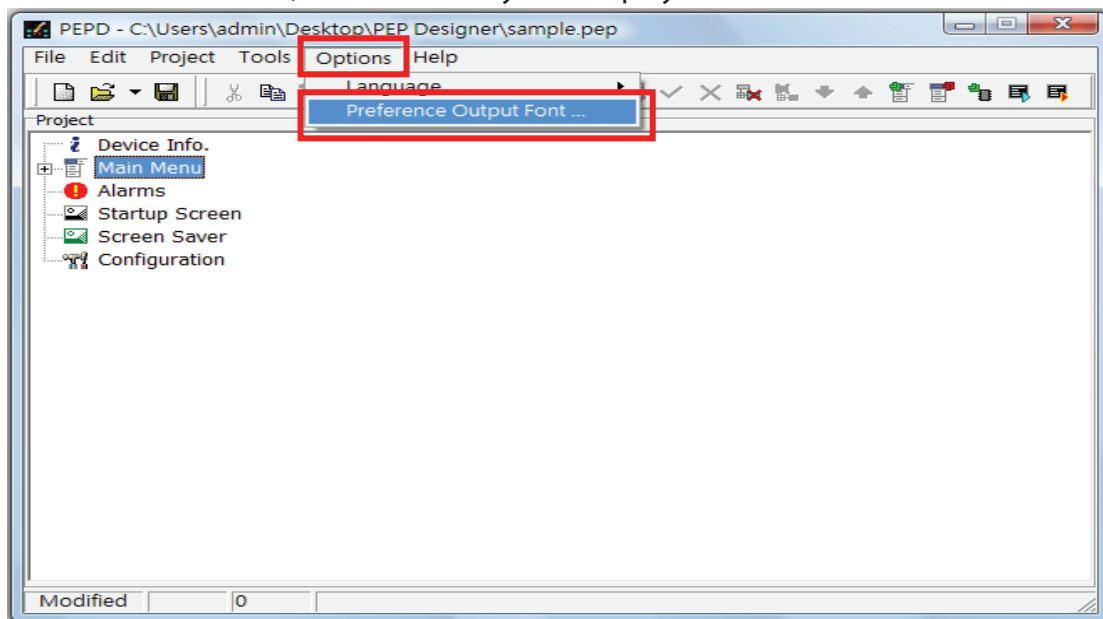 PEPD - C:\Users\admin\Desktop\PEP Designer\sample.pep
File Edit Project Tools Options Help
Language
Preference Output Font ...
Project
Device Info.
Main Menu
Alarms
Startup Screen
Screen Saver
Configuration
Modified 0